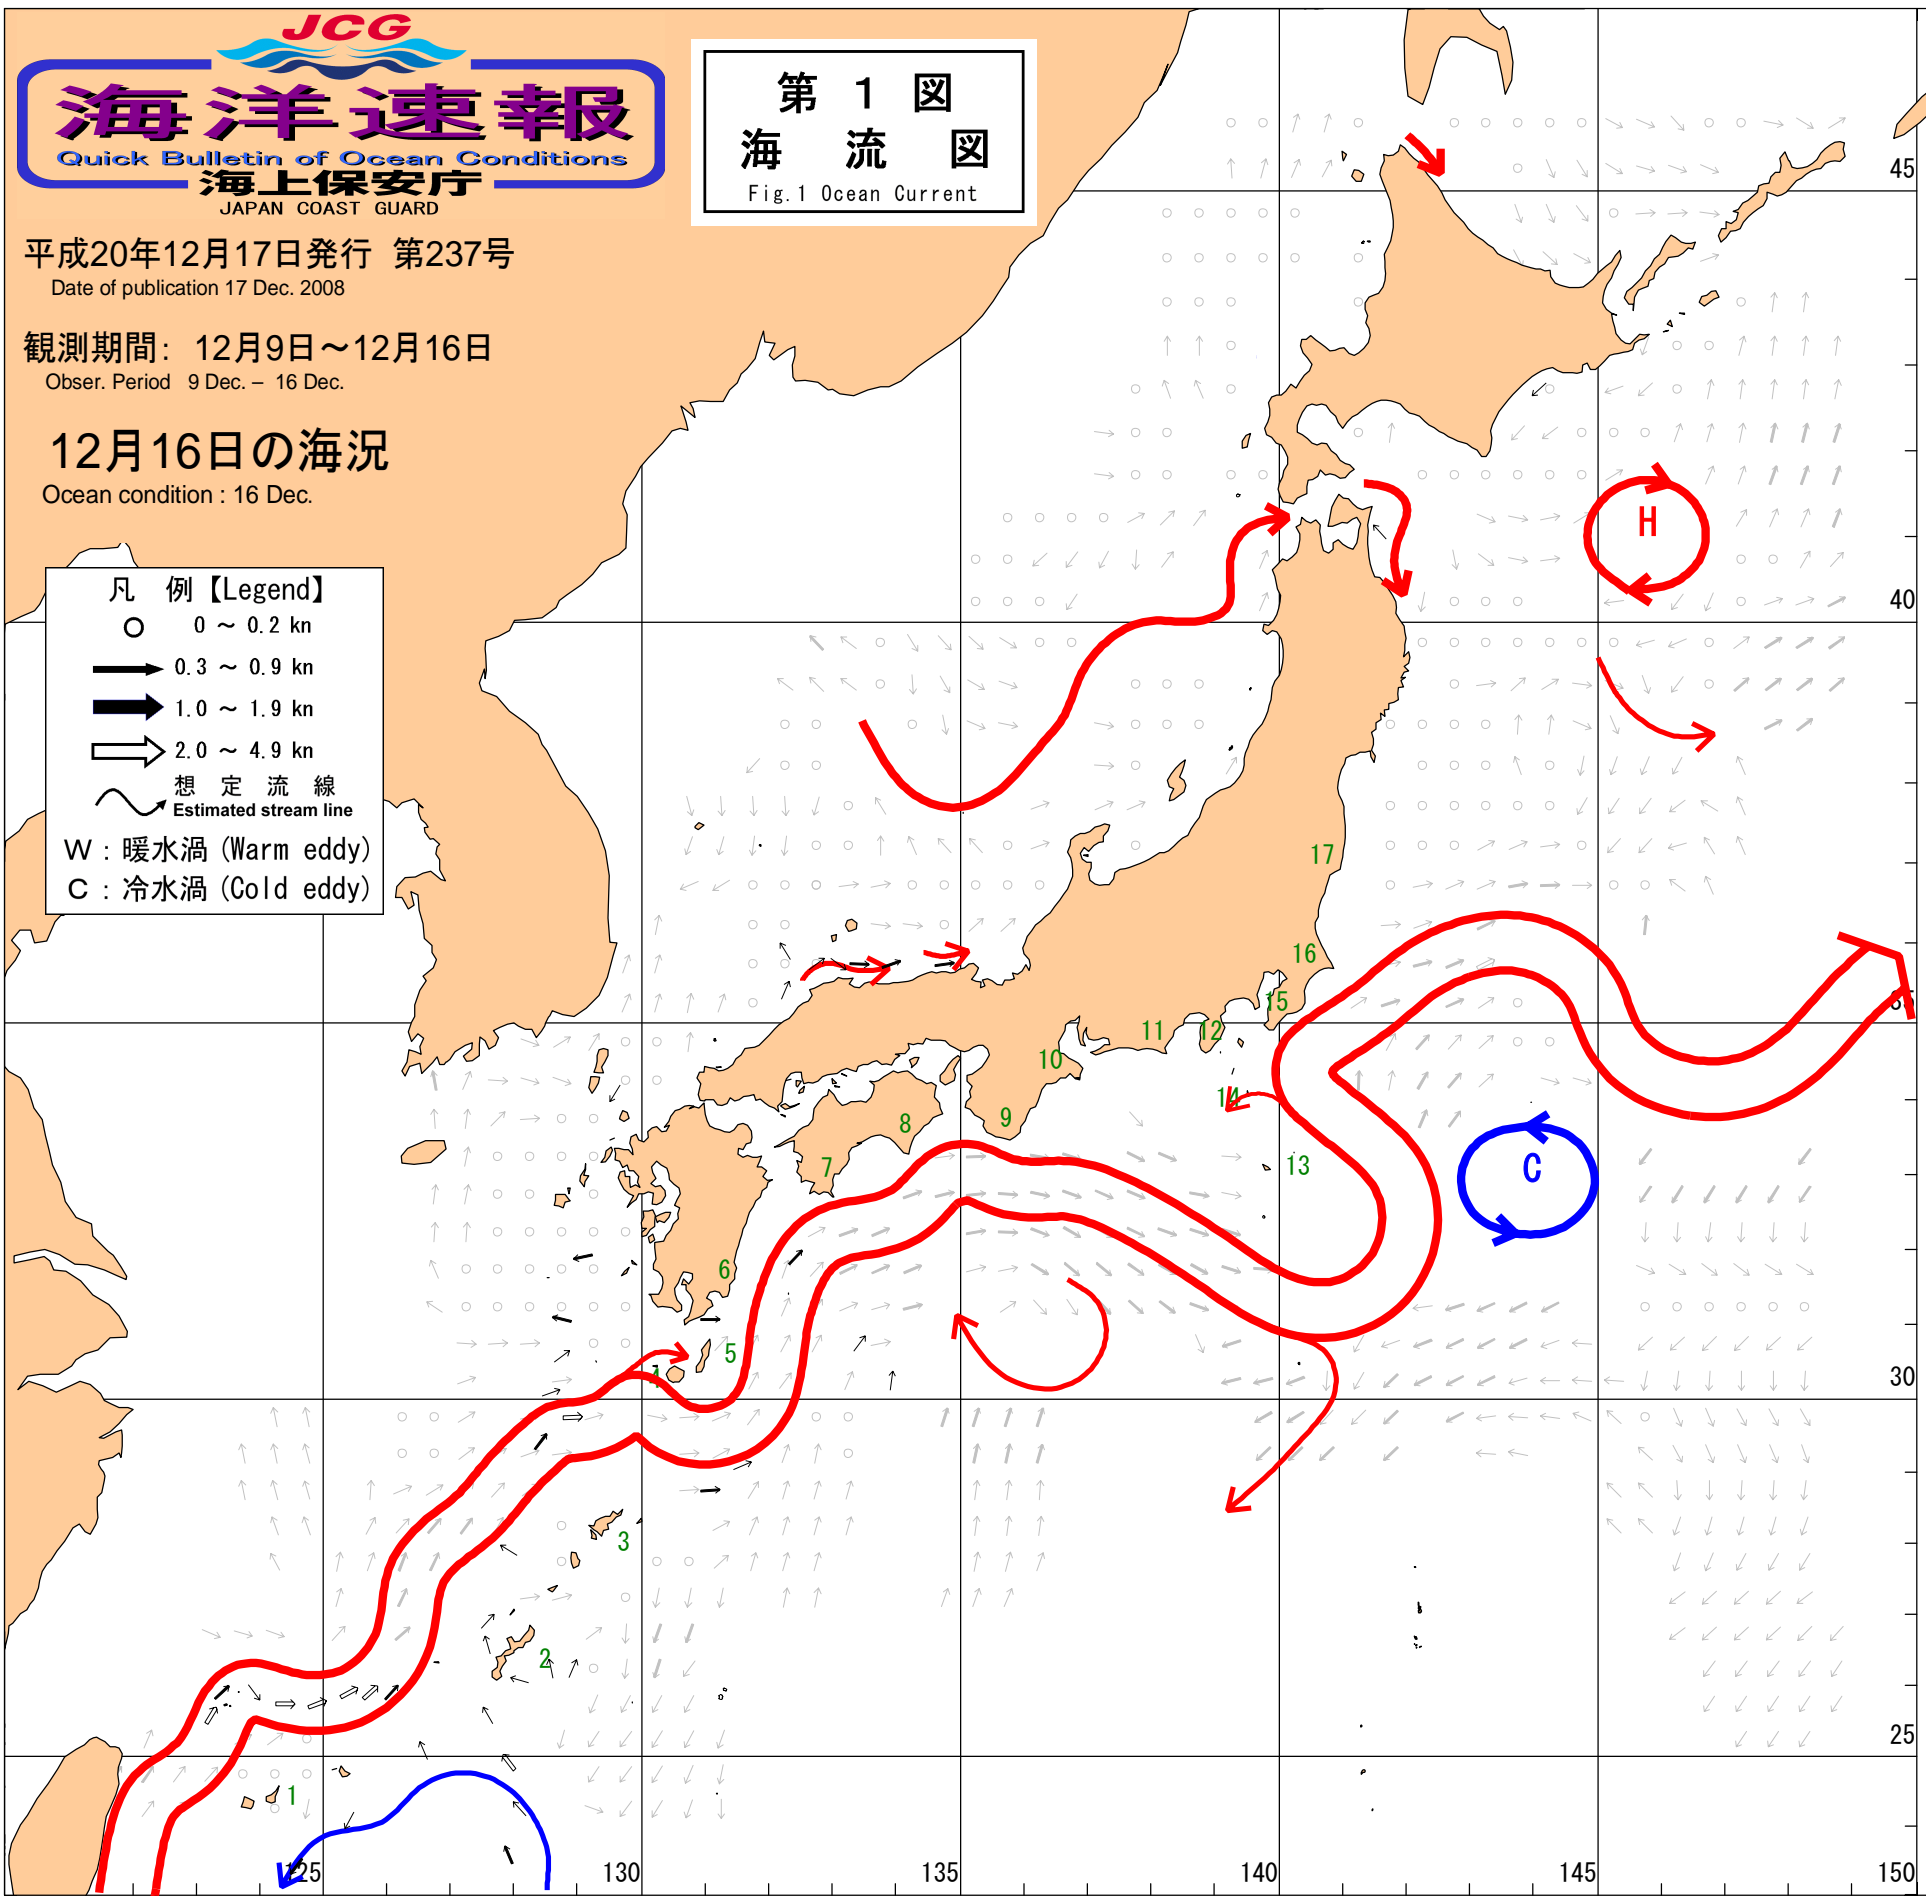 JCG
海洋速報
Quick Bulletin of Ocean Conditions
海上保安庁
JAPAN COAST GUARD
第 1 図
海 流 図
Fig.1 Ocean Current
平成20年12月17日発行 第237号
Date of publication 17 Dec. 2008
観測期間: 12月9日～12月16日
Obser. Period 9 Dec. – 16 Dec.
12月16日の海況
Ocean condition : 16 Dec.
凡 例【Legend】
0 ～ 0.2 kn
0.3 ～ 0.9 kn
1.0 ～ 1.9 kn
2.0 ～ 4.9 kn
想 定 流 線
Estimated stream line
W : 暖水渦 (Warm eddy)
C : 冷水渦 (Cold eddy)
45
H
40
17
16
15
35
12
11
10
14
9
8
13
7
C
6
5
4
30
3
2
25
1
125
130
135
140
145
150